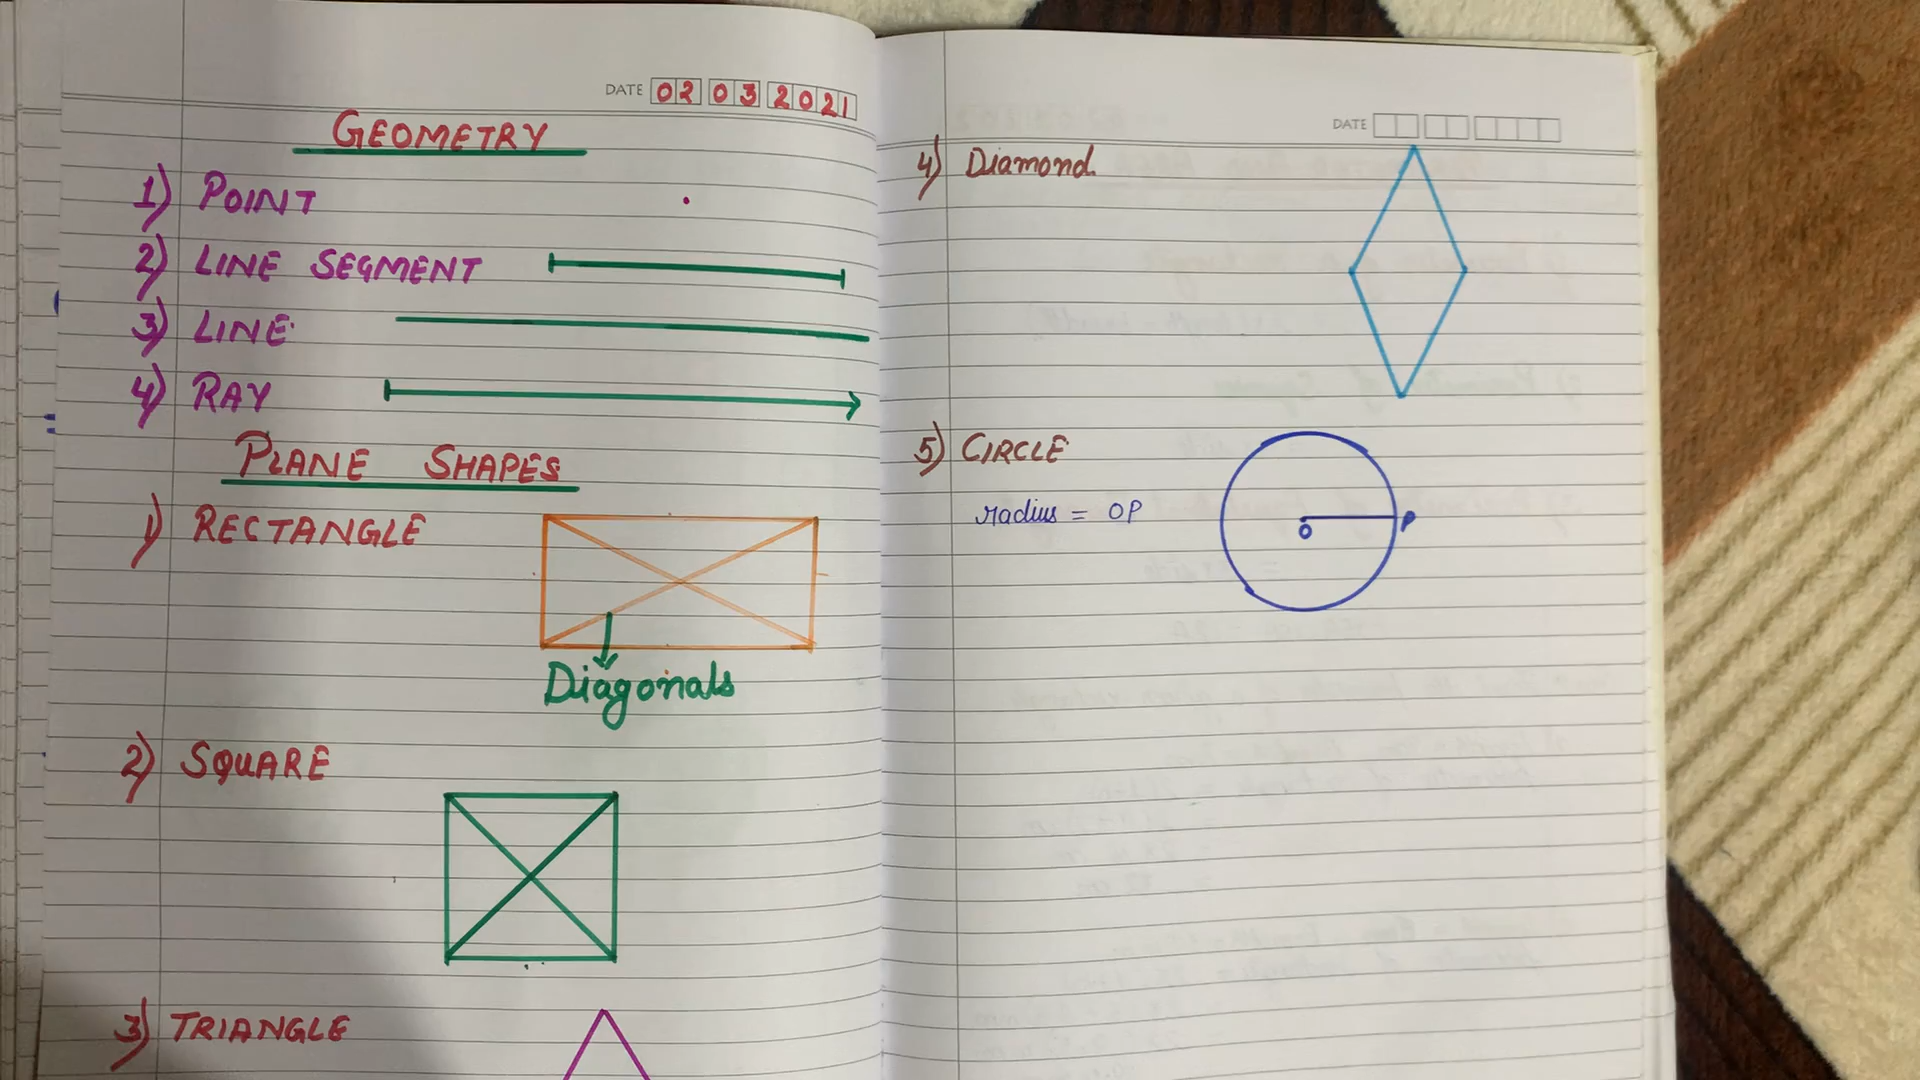 DATE 02 03 2021
GEOMETRY
1) POINT
2) LINE SEGMENT
3) LINE
4) RAY
PLANE SHAPES
1) RECTANGLE
Diagonals
2) SQUARE
3) TRIANGLE
DATE
4) Diamond.
5) CIRCLE
radius = OP
O P